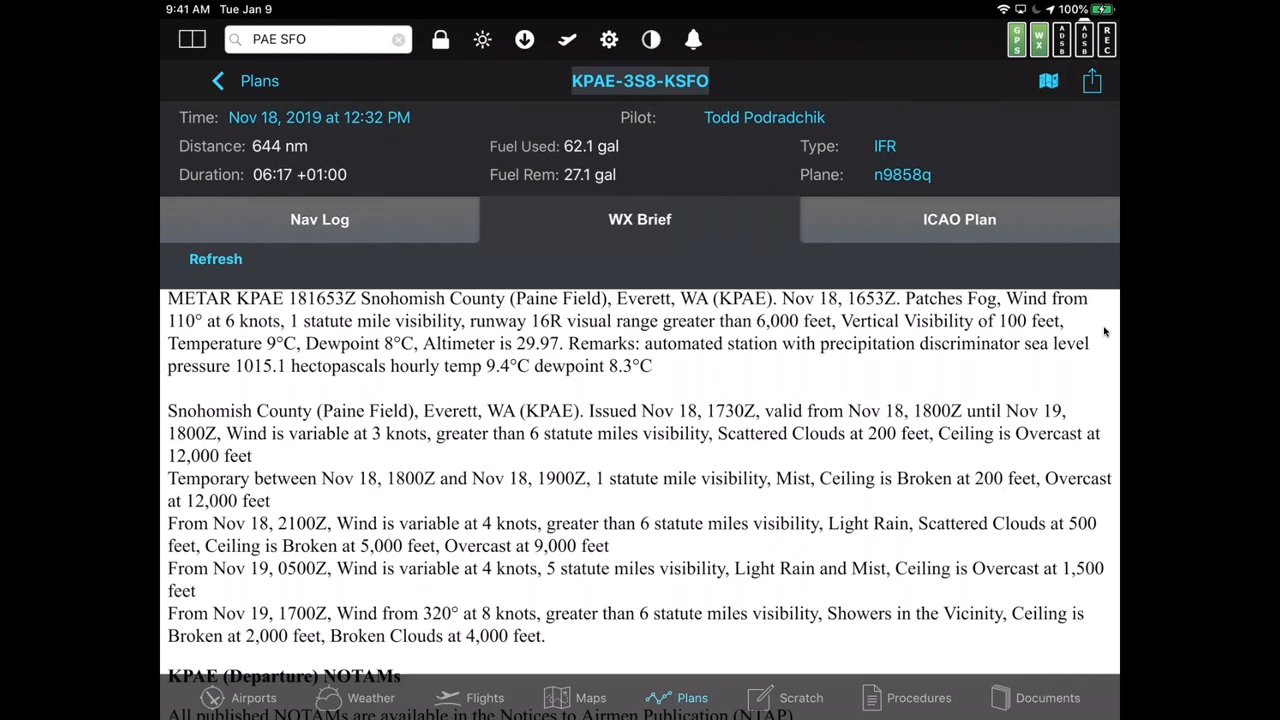 9:41 AM Tue Jan 9 100%
PAE SFO
GPS WX ADSB ADSB REC
Plans KPAE-3S8-KSFO
Time: Nov 18, 2019 at 12:32 PM Pilot: Todd Podradchik
Distance: 644 nm Fuel Used: 62.1 gal Type: IFR
Duration: 06:17 +01:00 Fuel Rem: 27.1 gal Plane: n9858q
Nav Log WX Brief ICAO Plan
Refresh
METAR KPAE 181653Z Snohomish County (Paine Field), Everett, WA (KPAE). Nov 18, 1653Z. Patches Fog, Wind from
110° at 6 knots, 1 statute mile visibility, runway 16R visual range greater than 6,000 feet, Vertical Visibility of 100 feet,
Temperature 9°C, Dewpoint 8°C, Altimeter is 29.97. Remarks: automated station with precipitation discriminator sea level
pressure 1015.1 hectopascals hourly temp 9.4°C dewpoint 8.3°C
Snohomish County (Paine Field), Everett, WA (KPAE). Issued Nov 18, 1730Z, valid from Nov 18, 1800Z until Nov 19,
1800Z, Wind is variable at 3 knots, greater than 6 statute miles visibility, Scattered Clouds at 200 feet, Ceiling is Overcast at
12,000 feet
Temporary between Nov 18, 1800Z and Nov 18, 1900Z, 1 statute mile visibility, Mist, Ceiling is Broken at 200 feet, Overcast
at 12,000 feet
From Nov 18, 2100Z, Wind is variable at 4 knots, greater than 6 statute miles visibility, Light Rain, Scattered Clouds at 500
feet, Ceiling is Broken at 5,000 feet, Overcast at 9,000 feet
From Nov 19, 0500Z, Wind is variable at 4 knots, 5 statute miles visibility, Light Rain and Mist, Ceiling is Overcast at 1,500
feet
From Nov 19, 1700Z, Wind from 320° at 8 knots, greater than 6 statute miles visibility, Showers in the Vicinity, Ceiling is
Broken at 2,000 feet, Broken Clouds at 4,000 feet.
KPAE (Departure) NOTAMs
Airports Weather Flights Maps Plans Scratch Procedures Documents
All published NOTAMs are available in the Notices to Airmen Publication (NTAP)